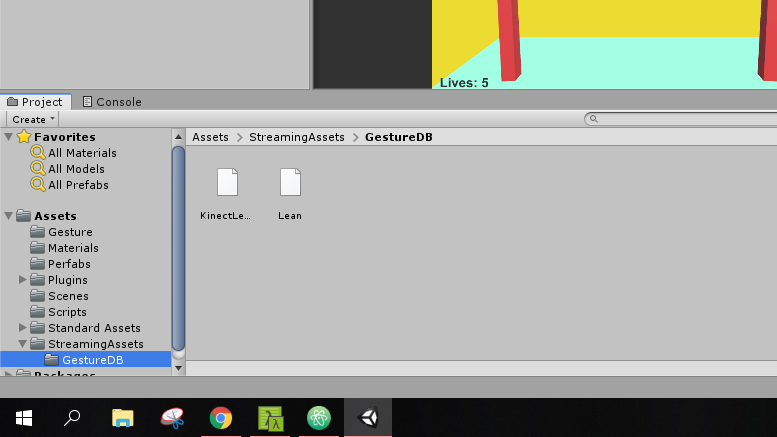 Lives: 5
Project
Console
Create
Favorites
All Materials
All Models
All Prefabs
Assets
Gesture
Materials
Perfabs
Plugins
Scenes
Scripts
Standard Assets
StreamingAssets
GestureDB
Packages
Assets > StreamingAssets > GestureDB
KinectLe...
Lean